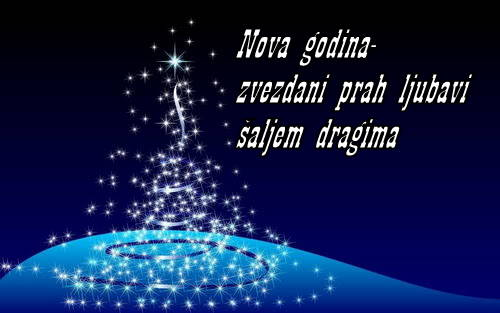 Nova godina-
zvezdani prah ljubavi
šaljem dragima